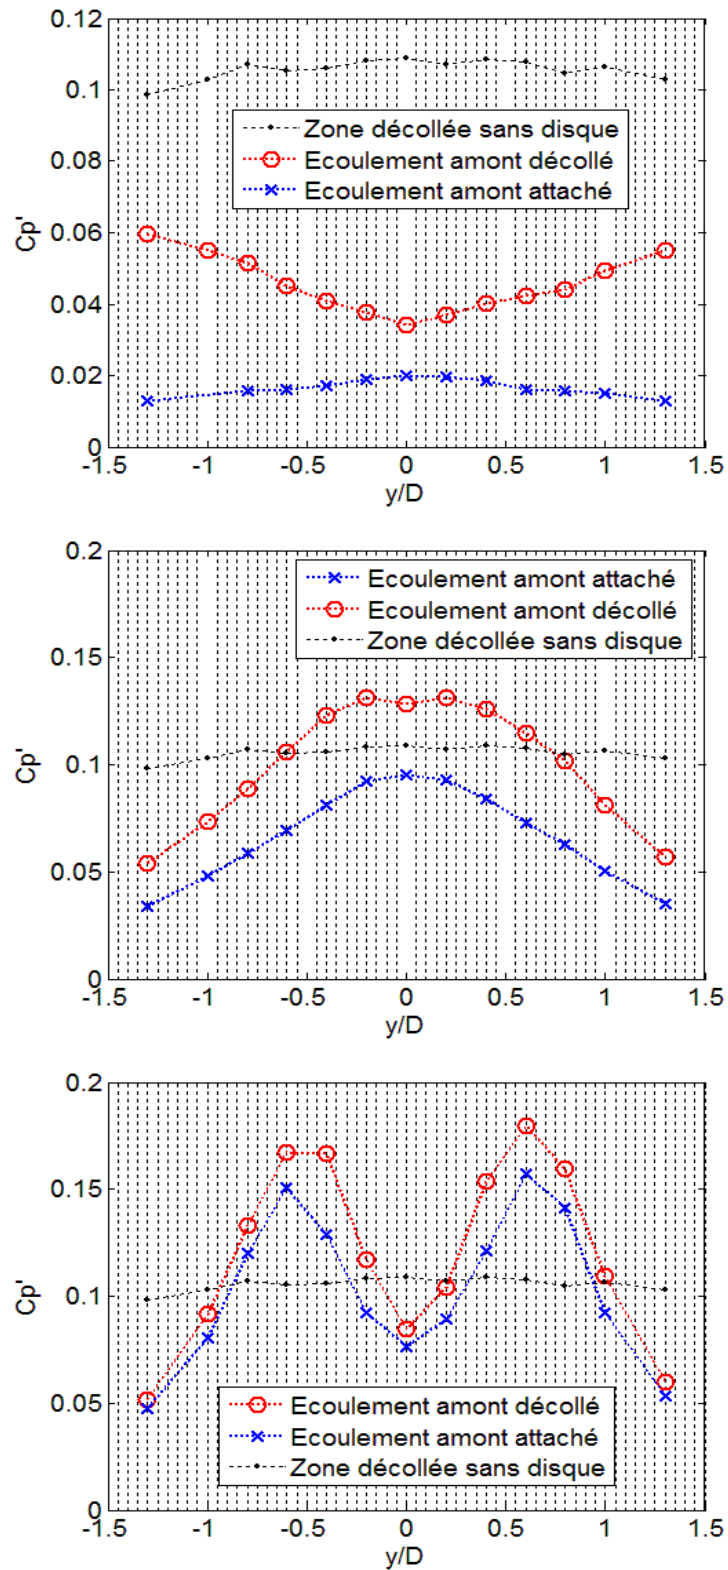 0.12
0.1
0.08
0.06
0.04
0.02
0
Cp'
Zone décollée sans disque
Ecoulement amont décollé
Ecoulement amont attaché
-1.5 -1 -0.5 0 0.5 1 1.5
y/D
0.2
0.15
0.1
0.05
0
Cp'
Ecoulement amont attaché
Ecoulement amont décollé
Zone décollée sans disque
-1.5 -1 -0.5 0 0.5 1 1.5
y/D
0.2
0.15
0.1
0.05
0
Cp'
Ecoulement amont décollé
Ecoulement amont attaché
Zone décollée sans disque
-1.5 -1 -0.5 0 0.5 1 1.5
y/D